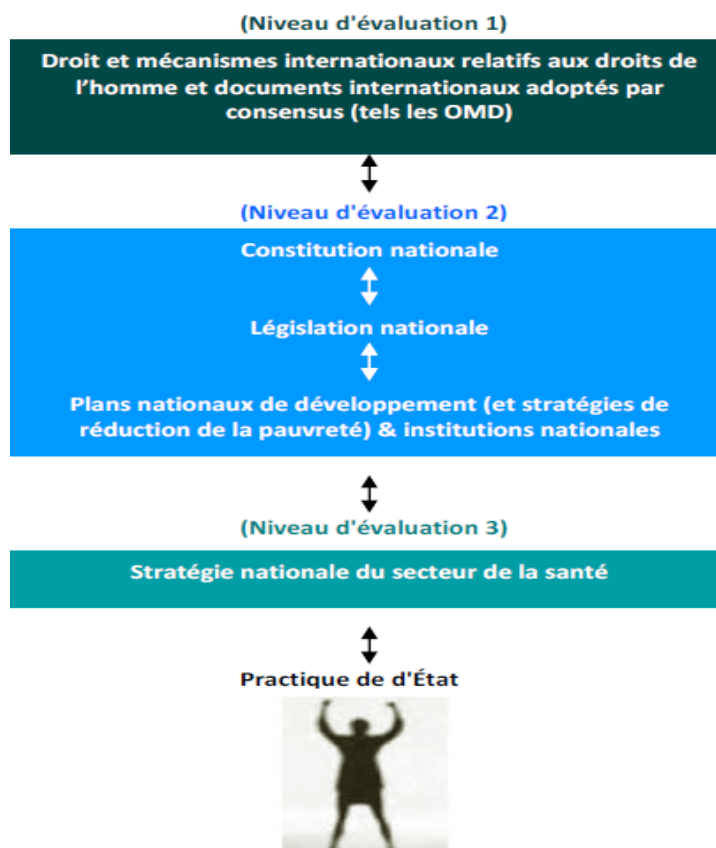 (Niveau d'évaluation 1)
Droit et mécanismes internationaux relatifs aux droits de
l’homme et documents internationaux adoptés par
consensus (tels les OMD)
(Niveau d'évaluation 2)
Constitution nationale
Législation nationale
Plans nationaux de développement (et stratégies de
réduction de la pauvreté) & institutions nationales
(Niveau d'évaluation 3)
Stratégie nationale du secteur de la santé
Practique de d'État